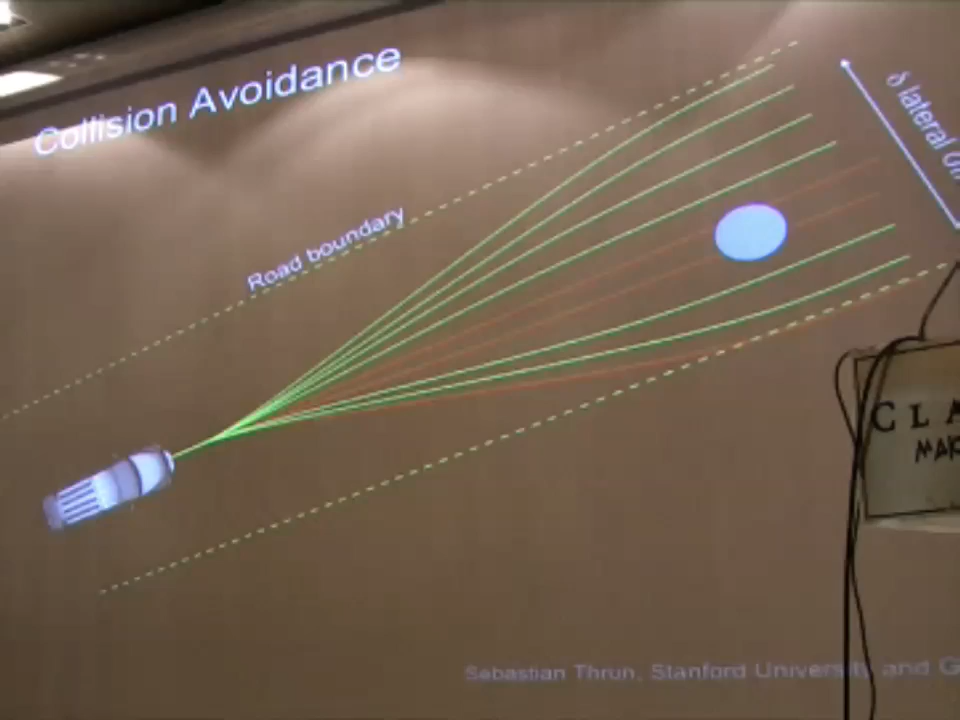 Collision Avoidance
δ lateral
Road boundary
CLA
MAR
Sebastian Thrun, Stanford University and G